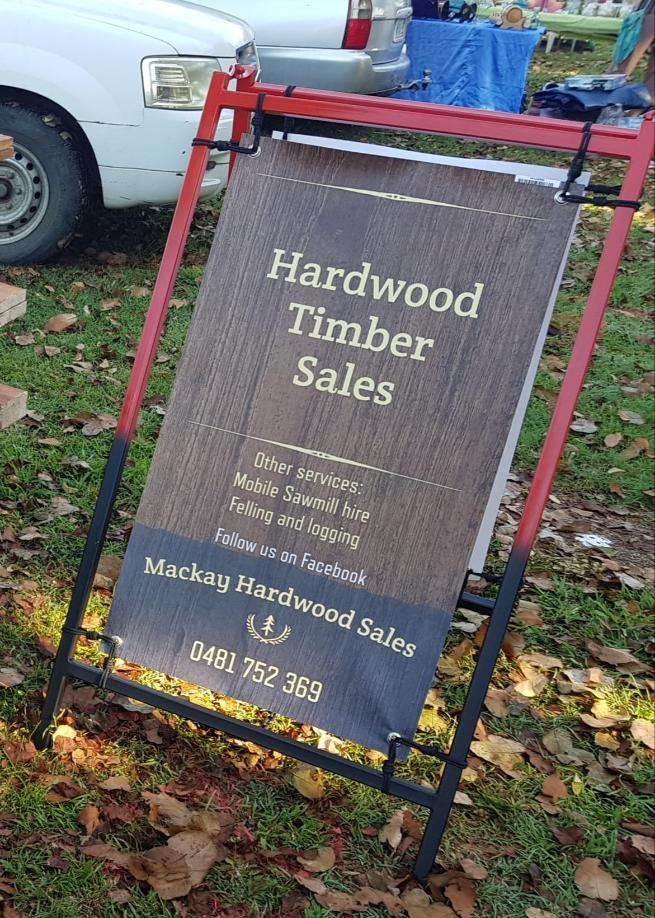 Hardwood
Timber
Sales
Other services:
Mobile Sawmill hire
Felling and logging
Follow us on Facebook
Mackay Hardwood Sales
0481 752 369